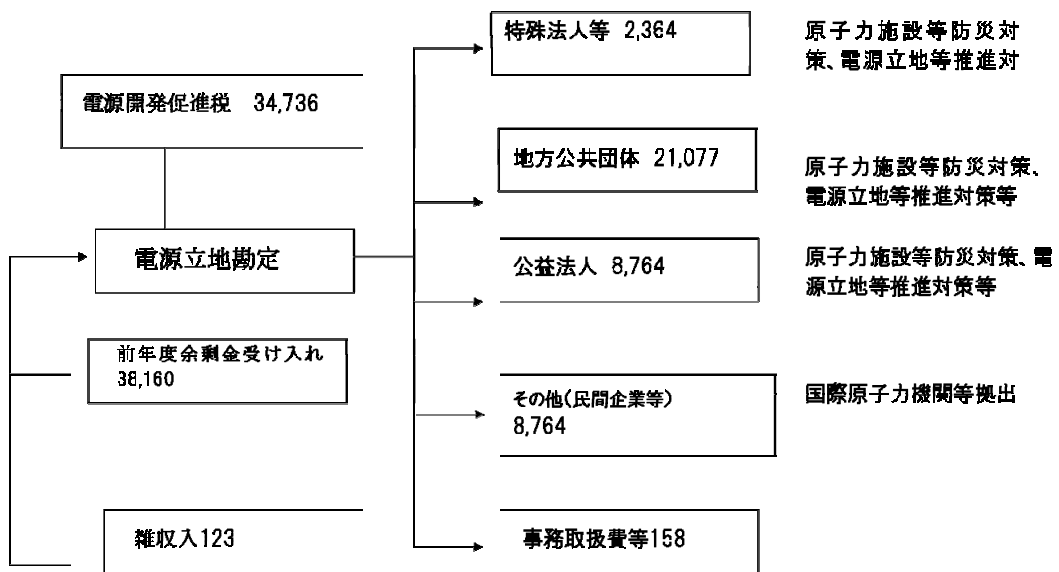 電源開発促進税 34,736
電源立地勘定
前年度余剰金受け入れ
38,160
雑収入123
特殊法人等 2,364
原子力施設等防災対
策、電源立地等推進対
地方公共団体 21,077
原子力施設等防災対策、
電源立地等推進対策等
公益法人 8,764
原子力施設等防災対策、電
源立地等推進対策等
その他(民間企業等)
8,764
国際原子力機関等拠出
事務取扱費等158